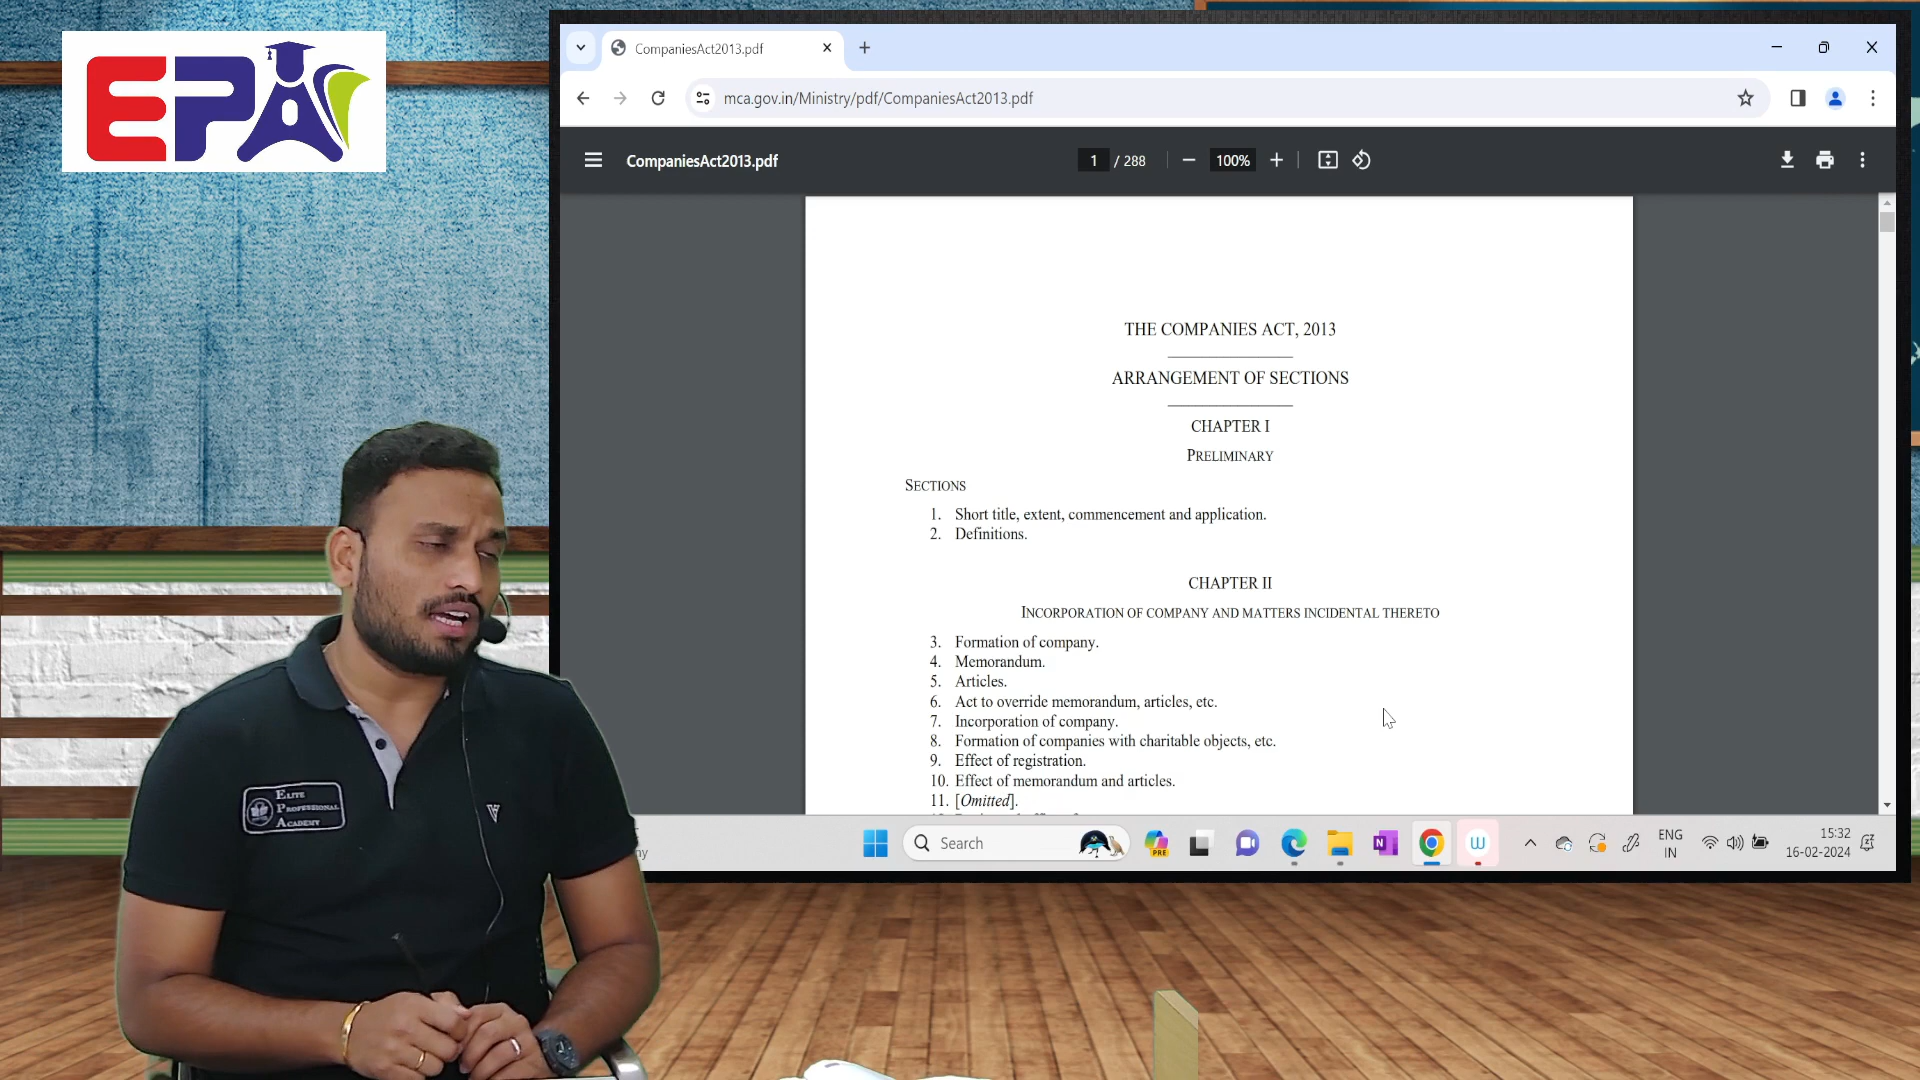 EPA
CompaniesAct2013.pdf
mca.gov.in/Ministry/pdf/CompaniesAct2013.pdf
CompaniesAct2013.pdf
1 / 288
100%
THE COMPANIES ACT, 2013
ARRANGEMENT OF SECTIONS
CHAPTER I
PRELIMINARY
SECTIONS
1. Short title, extent, commencement and application.
2. Definitions.
CHAPTER II
INCORPORATION OF COMPANY AND MATTERS INCIDENTAL THERETO
3. Formation of company.
4. Memorandum.
5. Articles.
6. Act to override memorandum, articles, etc.
7. Incorporation of company.
8. Formation of companies with charitable objects, etc.
9. Effect of registration.
10. Effect of memorandum and articles.
11. [Omitted].
ELITE
PROFESSIONAL
ACADEMY
Search
PRE
N
W
ENG
IN
15:32
16-02-2024